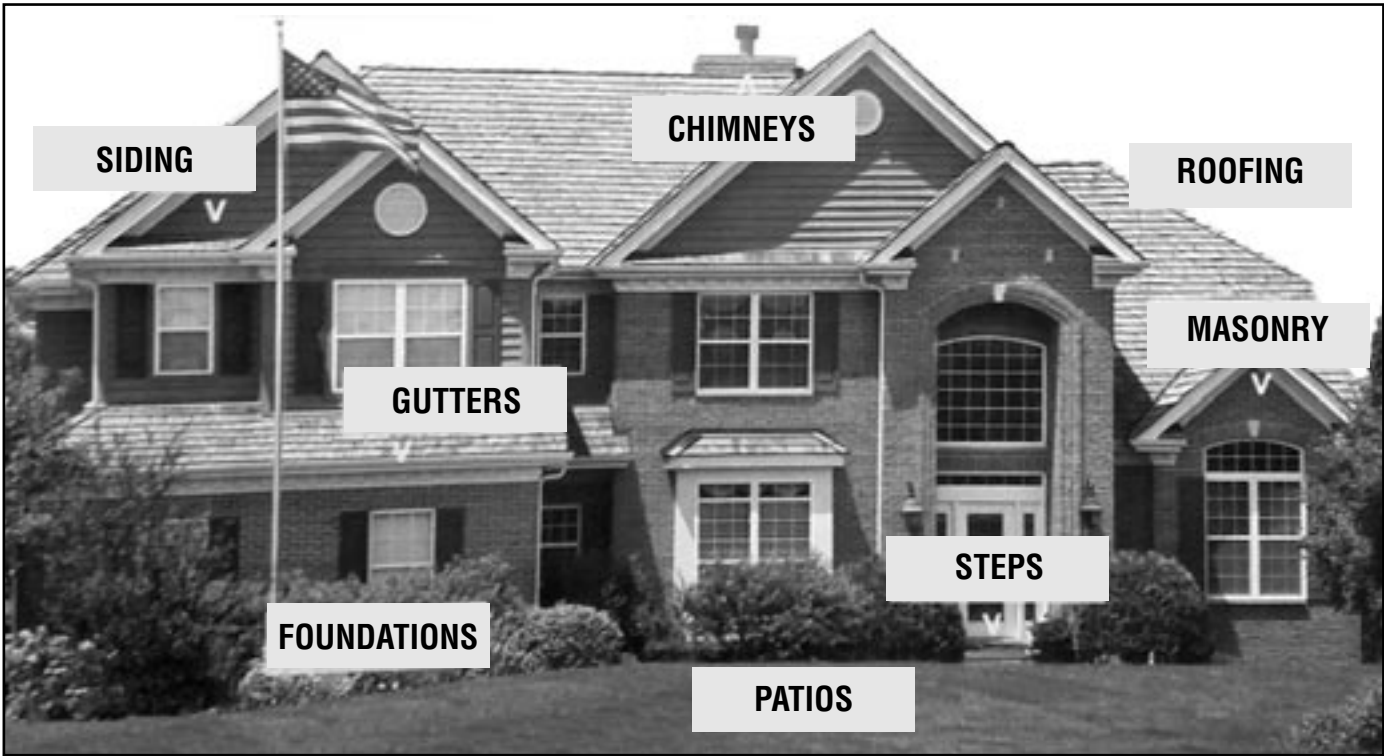 CHIMNEYS
SIDING
ROOFING
MASONRY
GUTTERS
STEPS
FOUNDATIONS
PATIOS